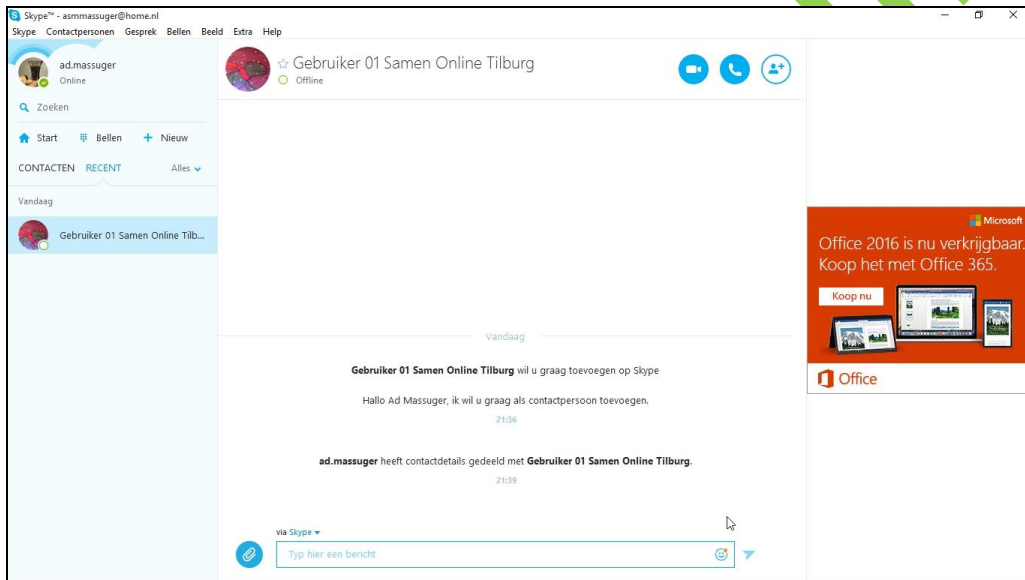 Skype™ - asmmassuger@home.nl
Skype Contactpersonen Gesprek Bellen Beeld Extra Help
ad.massuger
Online
Zoeken
Start Bellen Nieuw
CONTACTEN RECENT Alles
Vandaag
Gebruiker 01 Samen Online Tilb...
Gebruiker 01 Samen Online Tilburg
Offline
Vandaag
Gebruiker 01 Samen Online Tilburg wil u graag toevoegen op Skype
Hallo Ad Massuger, ik wil u graag als contactpersoon toevoegen.
21:36
ad.massuger heeft contactdetails gedeeld met Gebruiker 01 Samen Online Tilburg.
21:39
via Skype
Typ hier een bericht
Microsoft
Office 2016 is nu verkrijgbaar.
Koop het met Office 365.
Koop nu
Office